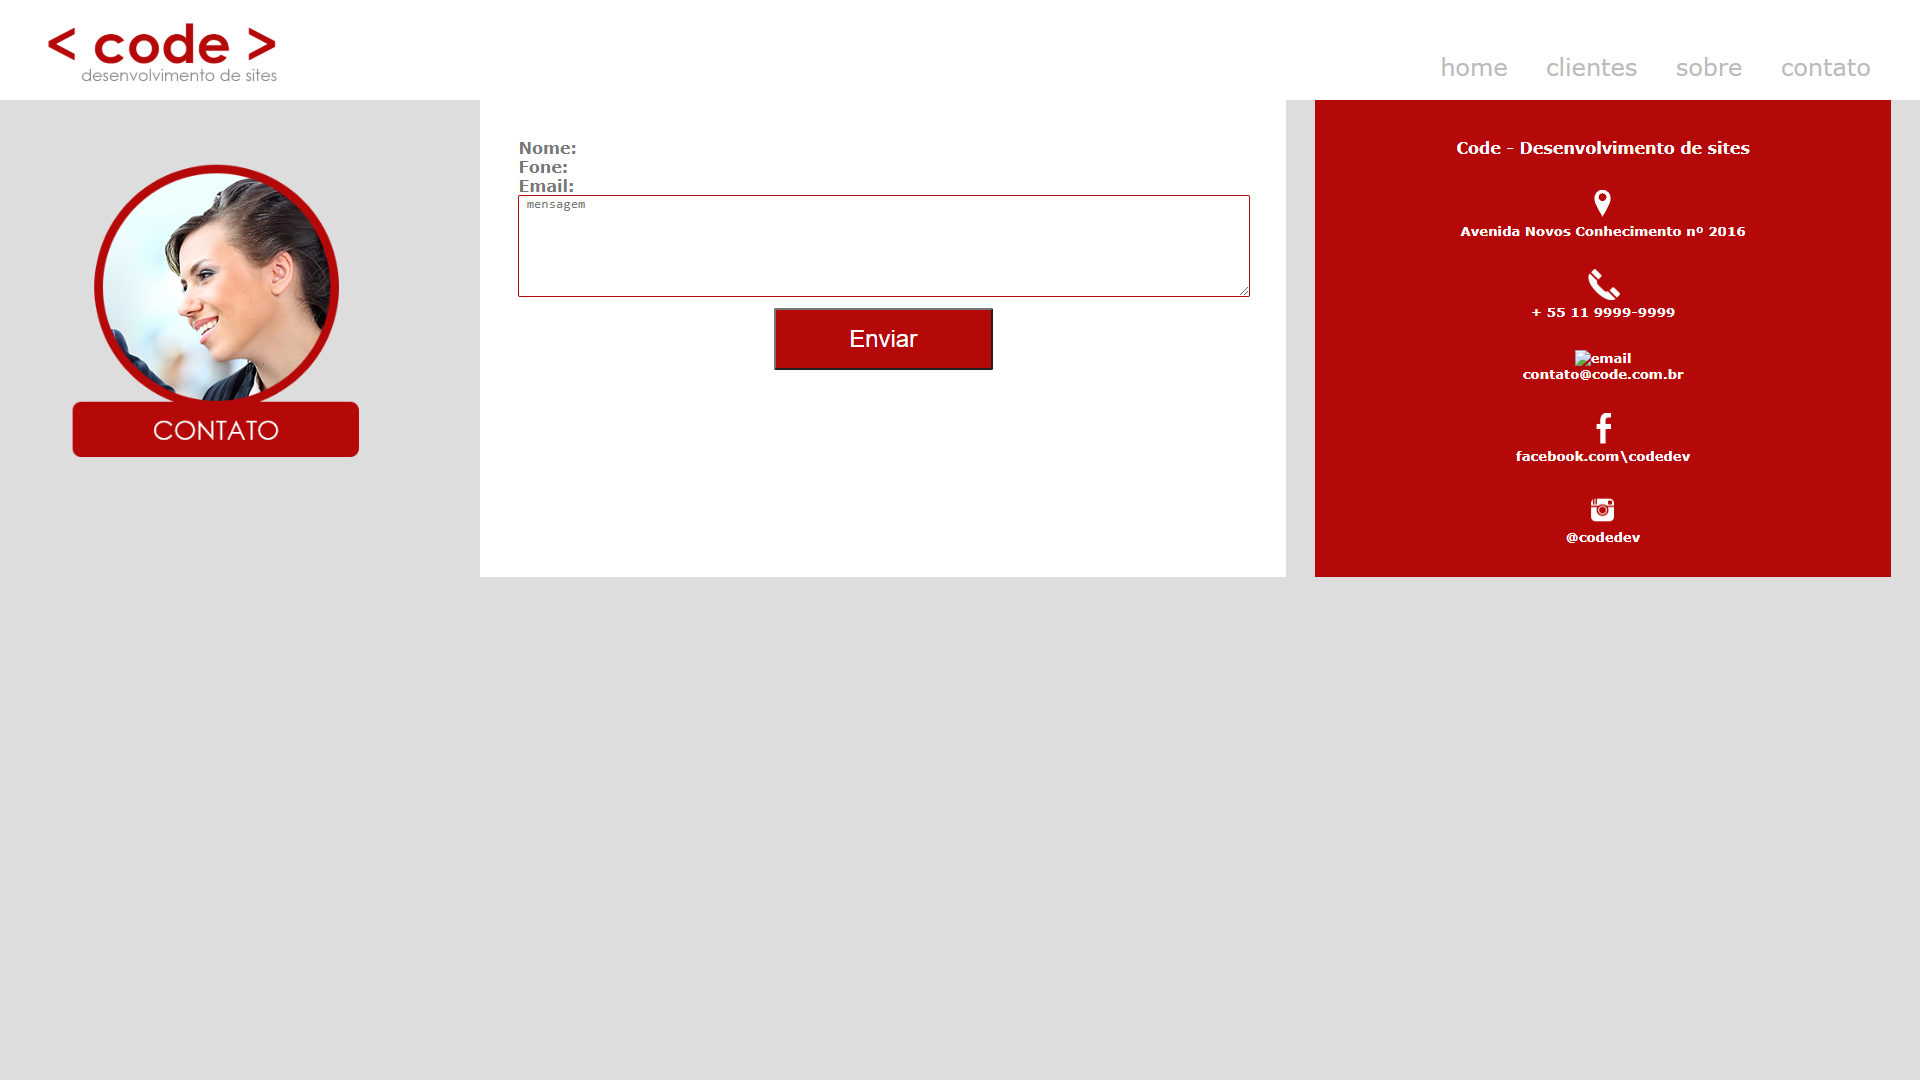 < code >
desenvolvimento de sites
home clientes sobre contato
CONTATO
Nome:
Fone:
Email:
mensagem
Enviar
Code - Desenvolvimento de sites
Avenida Novos Conhecimento nº 2016
+ 55 11 9999-9999
email
contato@code.com.br
facebook.com\codedev
@codedev